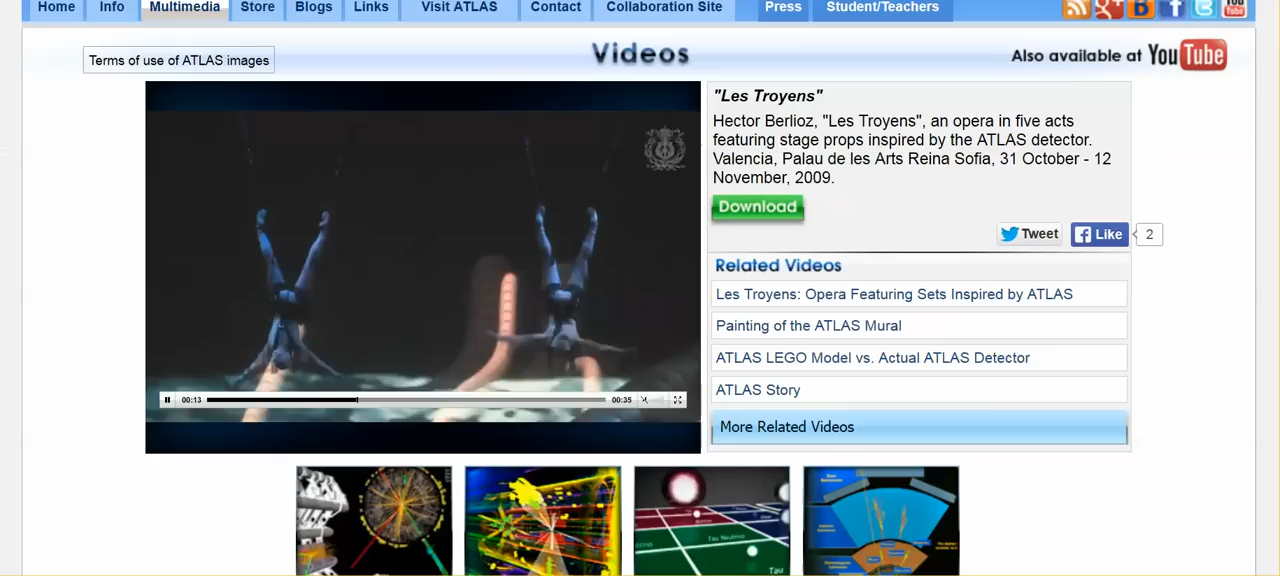 Home Info Multimedia Store Blogs Links Visit ATLAS Contact Collaboration Site Press Student/Teachers
Terms of use of ATLAS images
Videos
Also available at YouTube
"Les Troyens"
Hector Berlioz, "Les Troyens", an opera in five acts
featuring stage props inspired by the ATLAS detector.
Valencia, Palau de les Arts Reina Sofia, 31 October - 12
November, 2009.
Download
Tweet Like 2
Related Videos
Les Troyens: Opera Featuring Sets Inspired by ATLAS
Painting of the ATLAS Mural
ATLAS LEGO Model vs. Actual ATLAS Detector
ATLAS Story
More Related Videos
00:13 00:35
Tau Neutrino
Tau